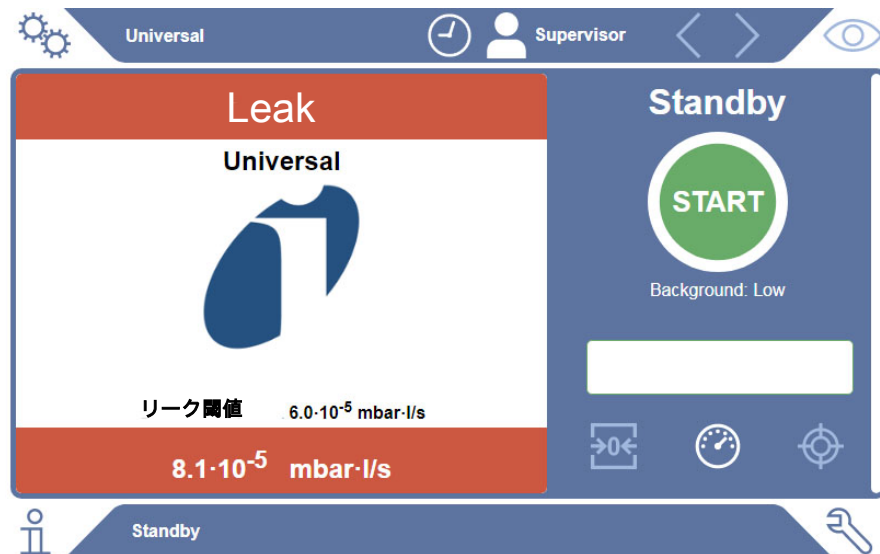 Universal
Supervisor
Leak
Universal
リーク閾値 6.0·10⁻⁵ mbar·l/s
8.1·10⁻⁵ mbar·l/s
Standby
START
Background: Low
→0←
Standby